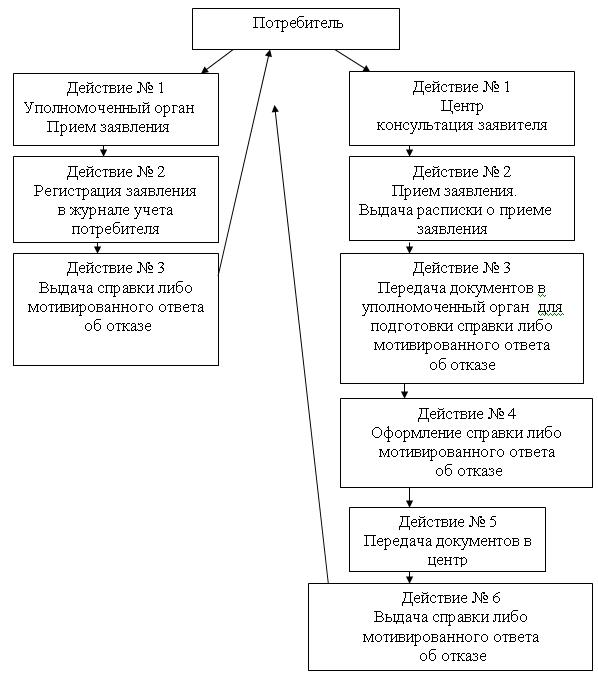 Потребитель
Действие № 1
Уполномоченный орган
Прием заявления
Действие № 2
Регистрация заявления
в журнале учета
потребителя
Действие № 3
Выдача справки либо
мотивированного ответа
об отказе
Действие № 1
Центр
консультация заявителя
Действие № 2
Прием заявления.
Выдача расписки о приеме
заявления
Действие № 3
Передача документов в
уполномоченный орган для
подготовки справки либо
мотивированного ответа
об отказе
Действие № 4
Оформление справки либо
мотивированного ответа
об отказе
Действие № 5
Передача документов в
центр
Действие № 6
Выдача справки либо
мотивированного ответа
об отказе